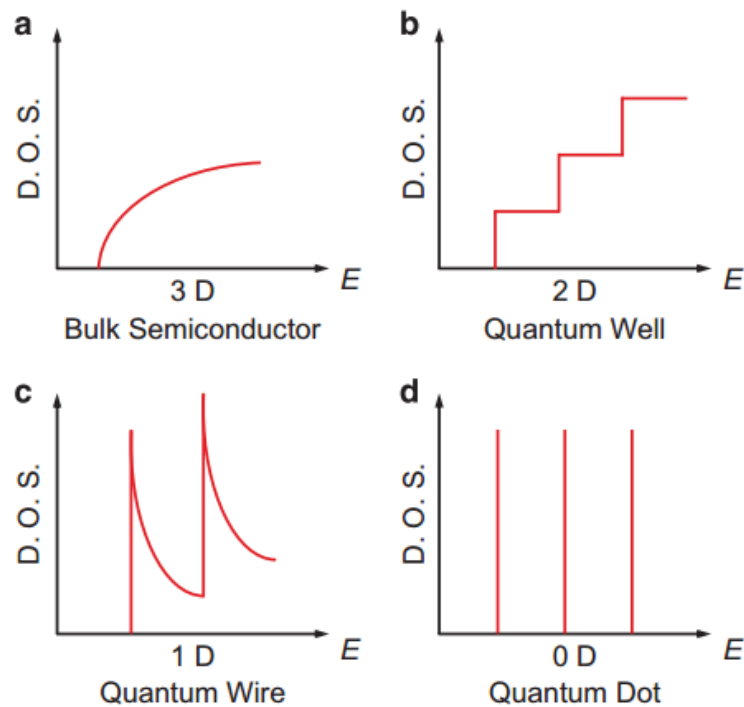 a
D. O. S.
E
3 D
Bulk Semiconductor
b
D. O. S.
E
2 D
Quantum Well
c
D. O. S.
E
1 D
Quantum Wire
d
D. O. S.
E
0 D
Quantum Dot